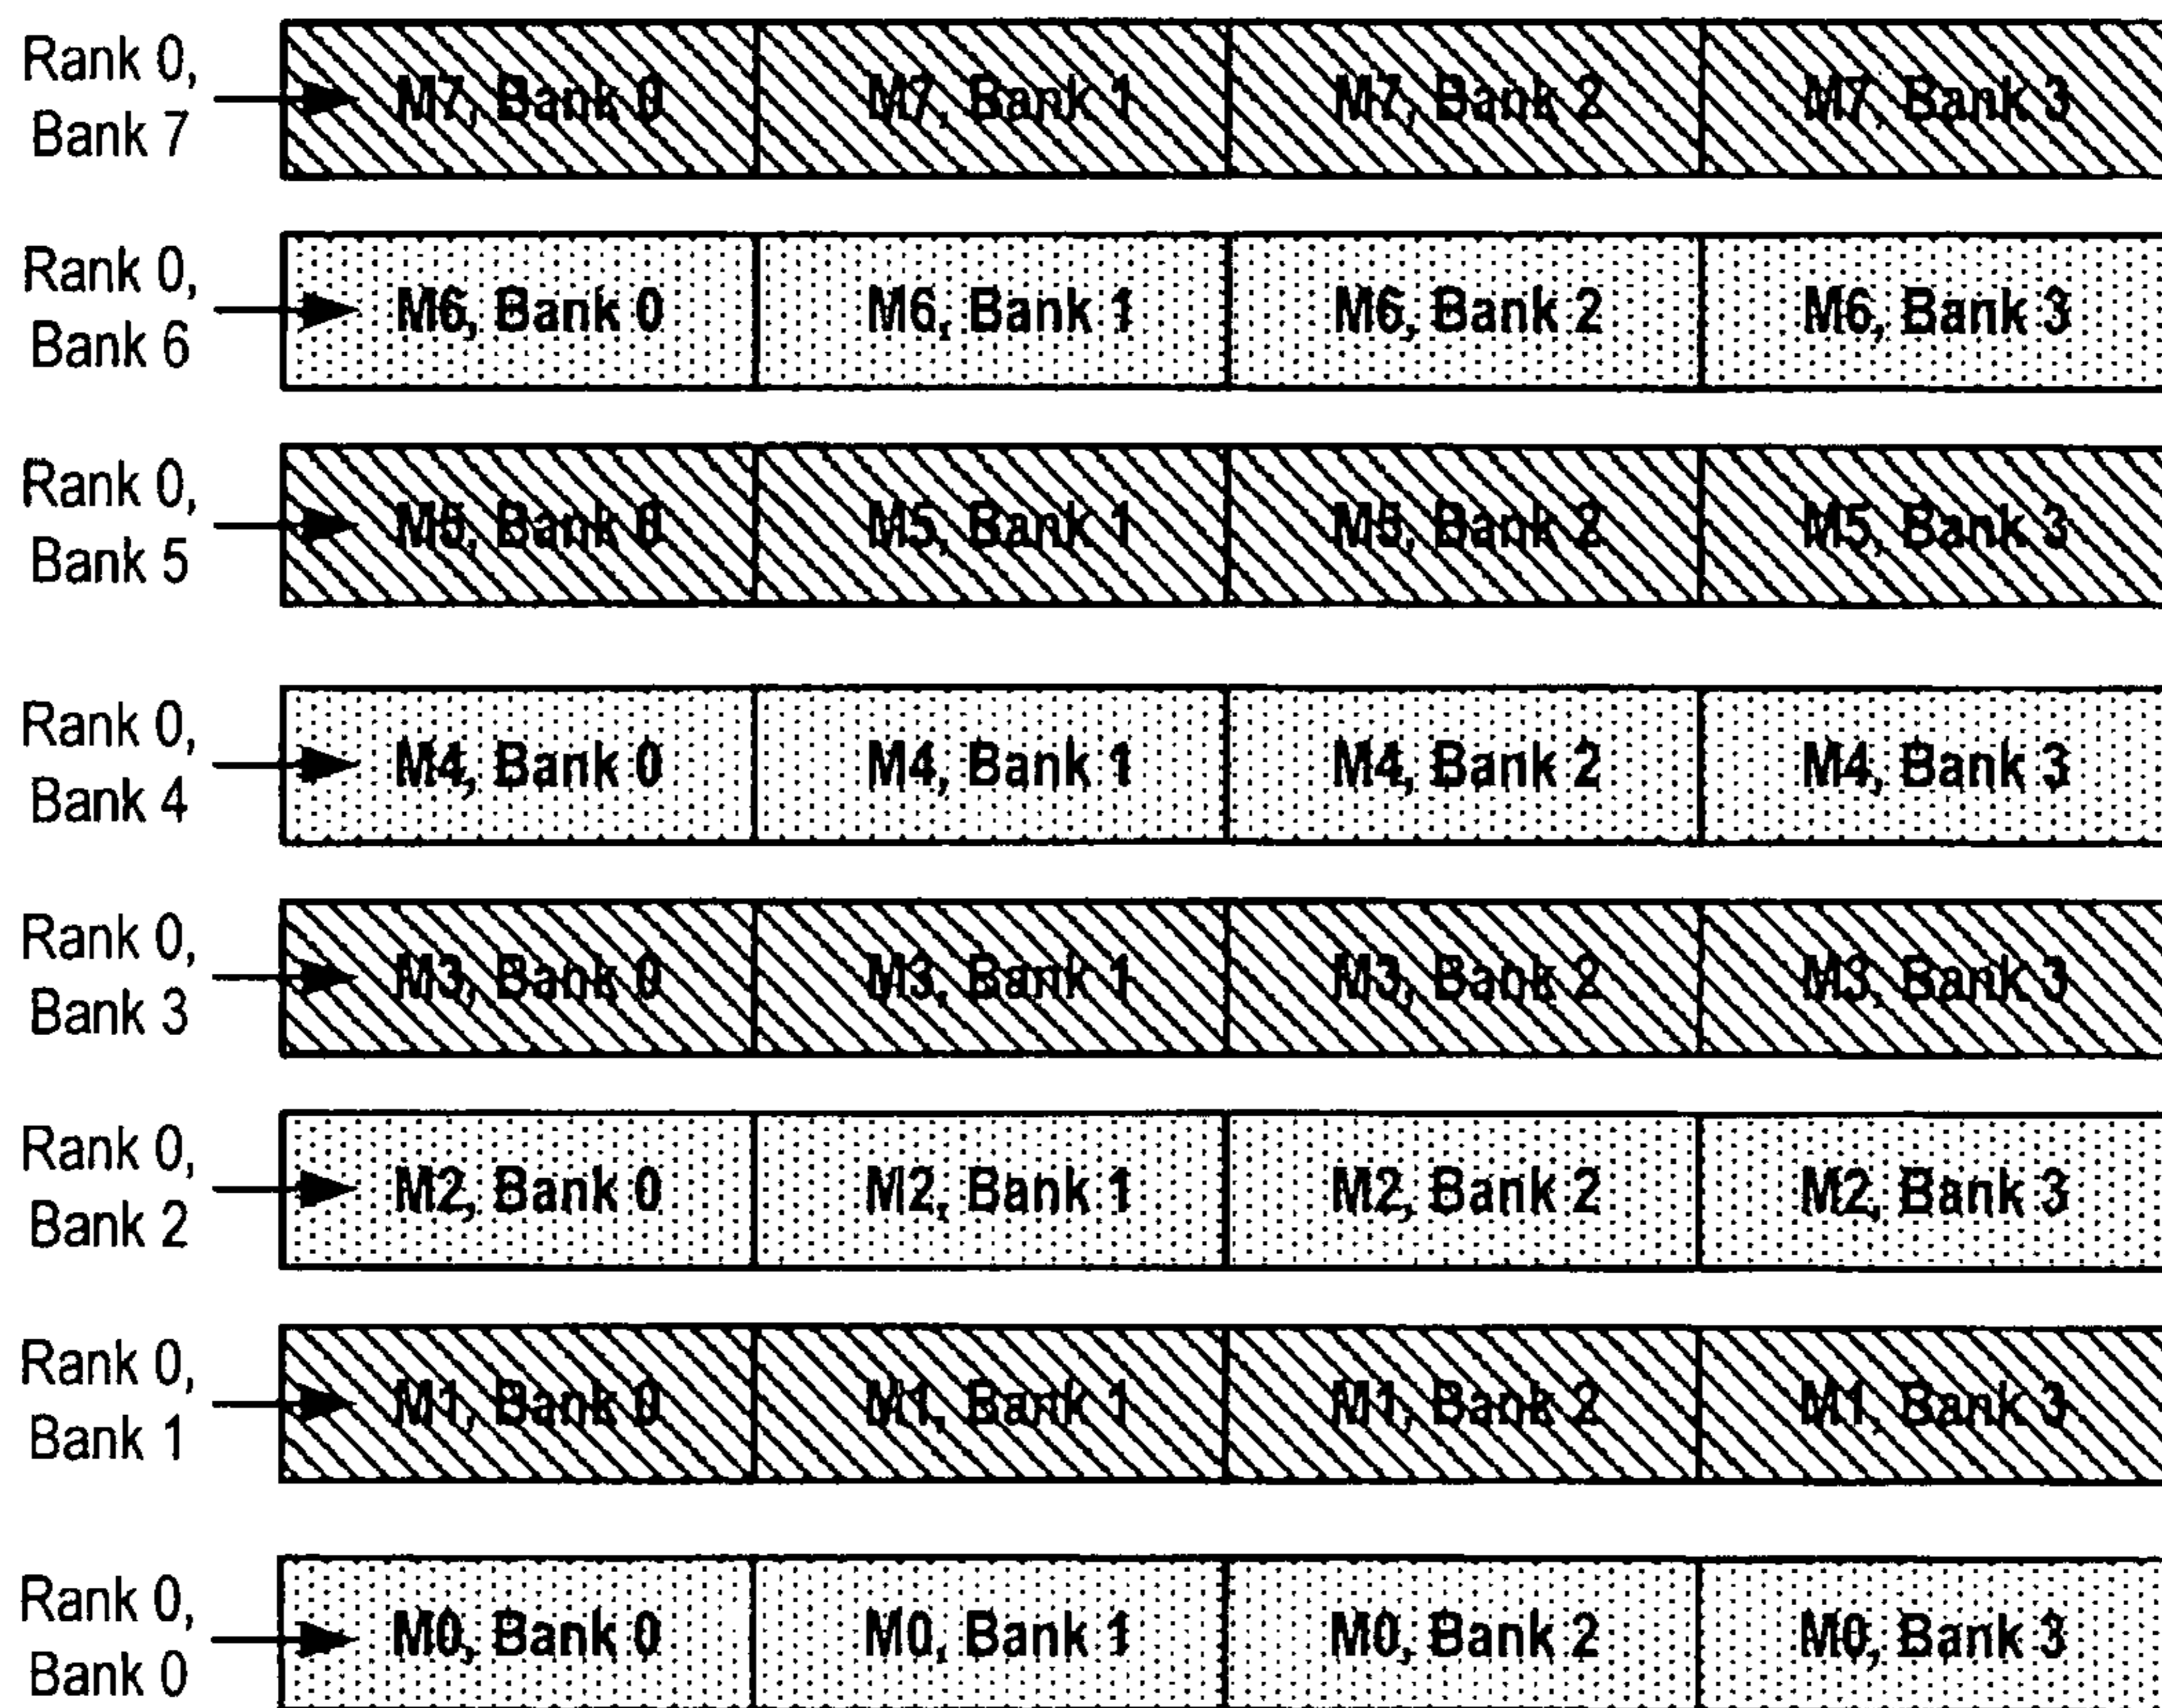 Rank 0,
Bank 7
M7, Bank 0 M7, Bank 1 M7, Bank 2 M7, Bank 3
Rank 0,
Bank 6
M6, Bank 0 M6, Bank 1 M6, Bank 2 M6, Bank 3
Rank 0,
Bank 5
M5, Bank 0 M5, Bank 1 M5, Bank 2 M5, Bank 3
Rank 0,
Bank 4
M4, Bank 0 M4, Bank 1 M4, Bank 2 M4, Bank 3
Rank 0,
Bank 3
M3, Bank 0 M3, Bank 1 M3, Bank 2 M3, Bank 3
Rank 0,
Bank 2
M2, Bank 0 M2, Bank 1 M2, Bank 2 M2, Bank 3
Rank 0,
Bank 1
M1, Bank 0 M1, Bank 1 M1, Bank 2 M1, Bank 3
Rank 0,
Bank 0
M0, Bank 0 M0, Bank 1 M0, Bank 2 M0, Bank 3